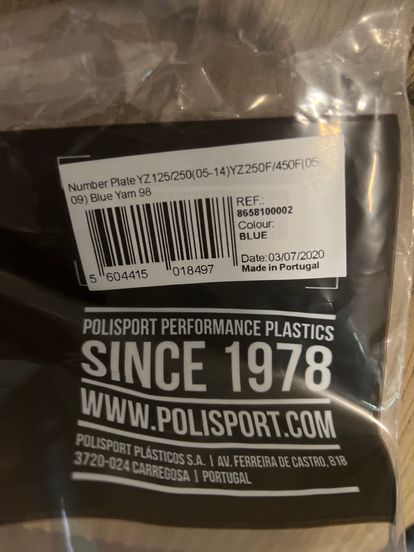 Number Plate YZ125/250(05-14)YZ250F/450F(06-
09) Blue Yam 98
REF.:
8658100002
Colour:
BLUE
Date:03/07/2020
Made in Portugal
5 604415 018497
POLISPORT PERFORMANCE PLASTICS
SINCE 1978
WWW.POLISPORT.COM
POLISPORT PLÁSTICOS S.A. | AV. FERREIRA DE CASTRO, 818
3720-024 CARREGOSA | PORTUGAL